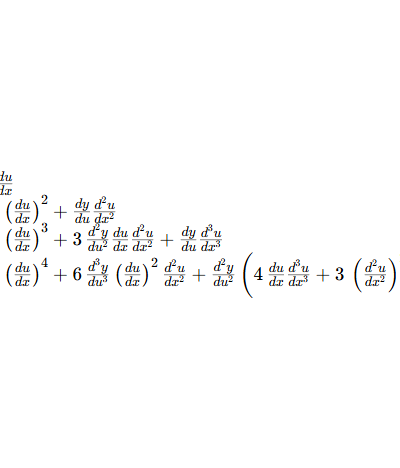 du/dx
(du/dx)^2 + dy/du d^2u/dx^2
(du/dx)^3 + 3 d^2y/du^2 du/dx d^2u/dx^2 + dy/du d^3u/dx^3
(du/dx)^4 + 6 d^3y/du^3 (du/dx)^2 d^2u/dx^2 + d^2y/du^2 (4 du/dx d^3u/dx^3 + 3 (d^2u/dx^2)